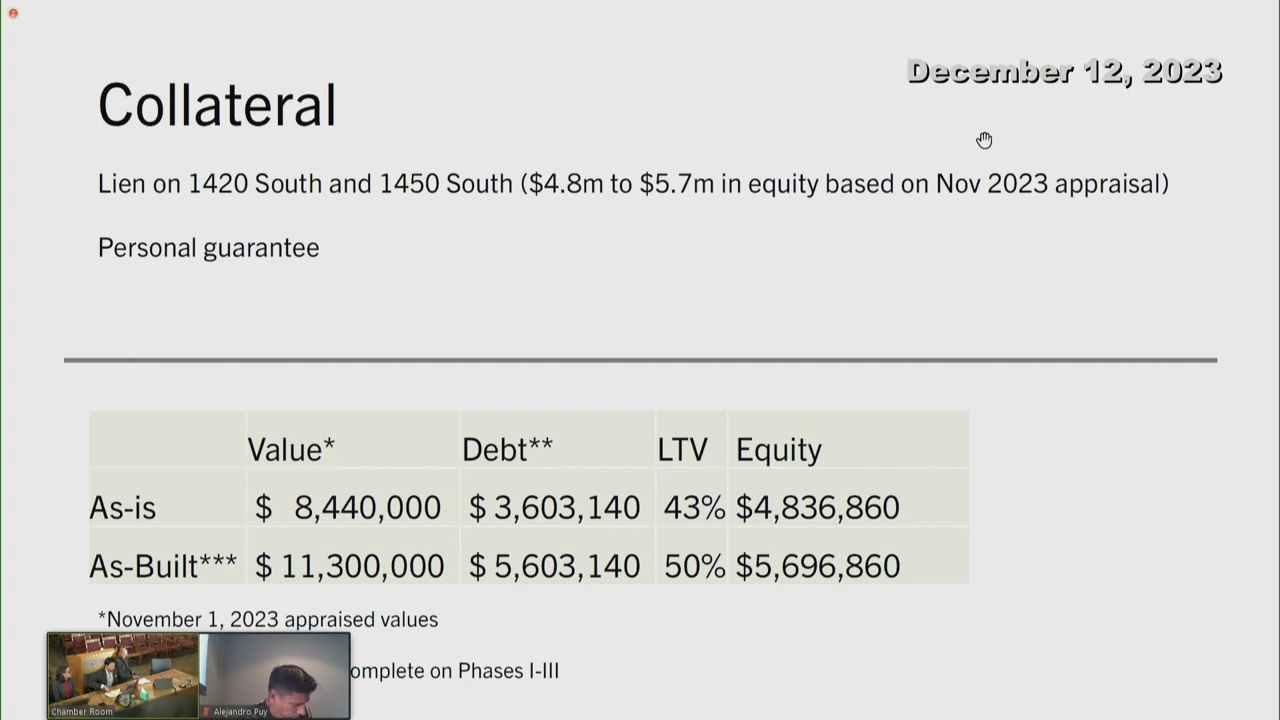 December 12, 2023
Collateral
Lien on 1420 South and 1450 South ($4.8m to $5.7m in equity based on Nov 2023 appraisal)
Personal guarantee
Value* Debt** LTV Equity
As-is $ 8,440,000 $ 3,603,140 43% $4,836,860
As-Built*** $ 11,300,000 $ 5,603,140 50% $5,696,860
*November 1, 2023 appraised values
omplete on Phases I-III
Chamber Room
Alejandro Puy